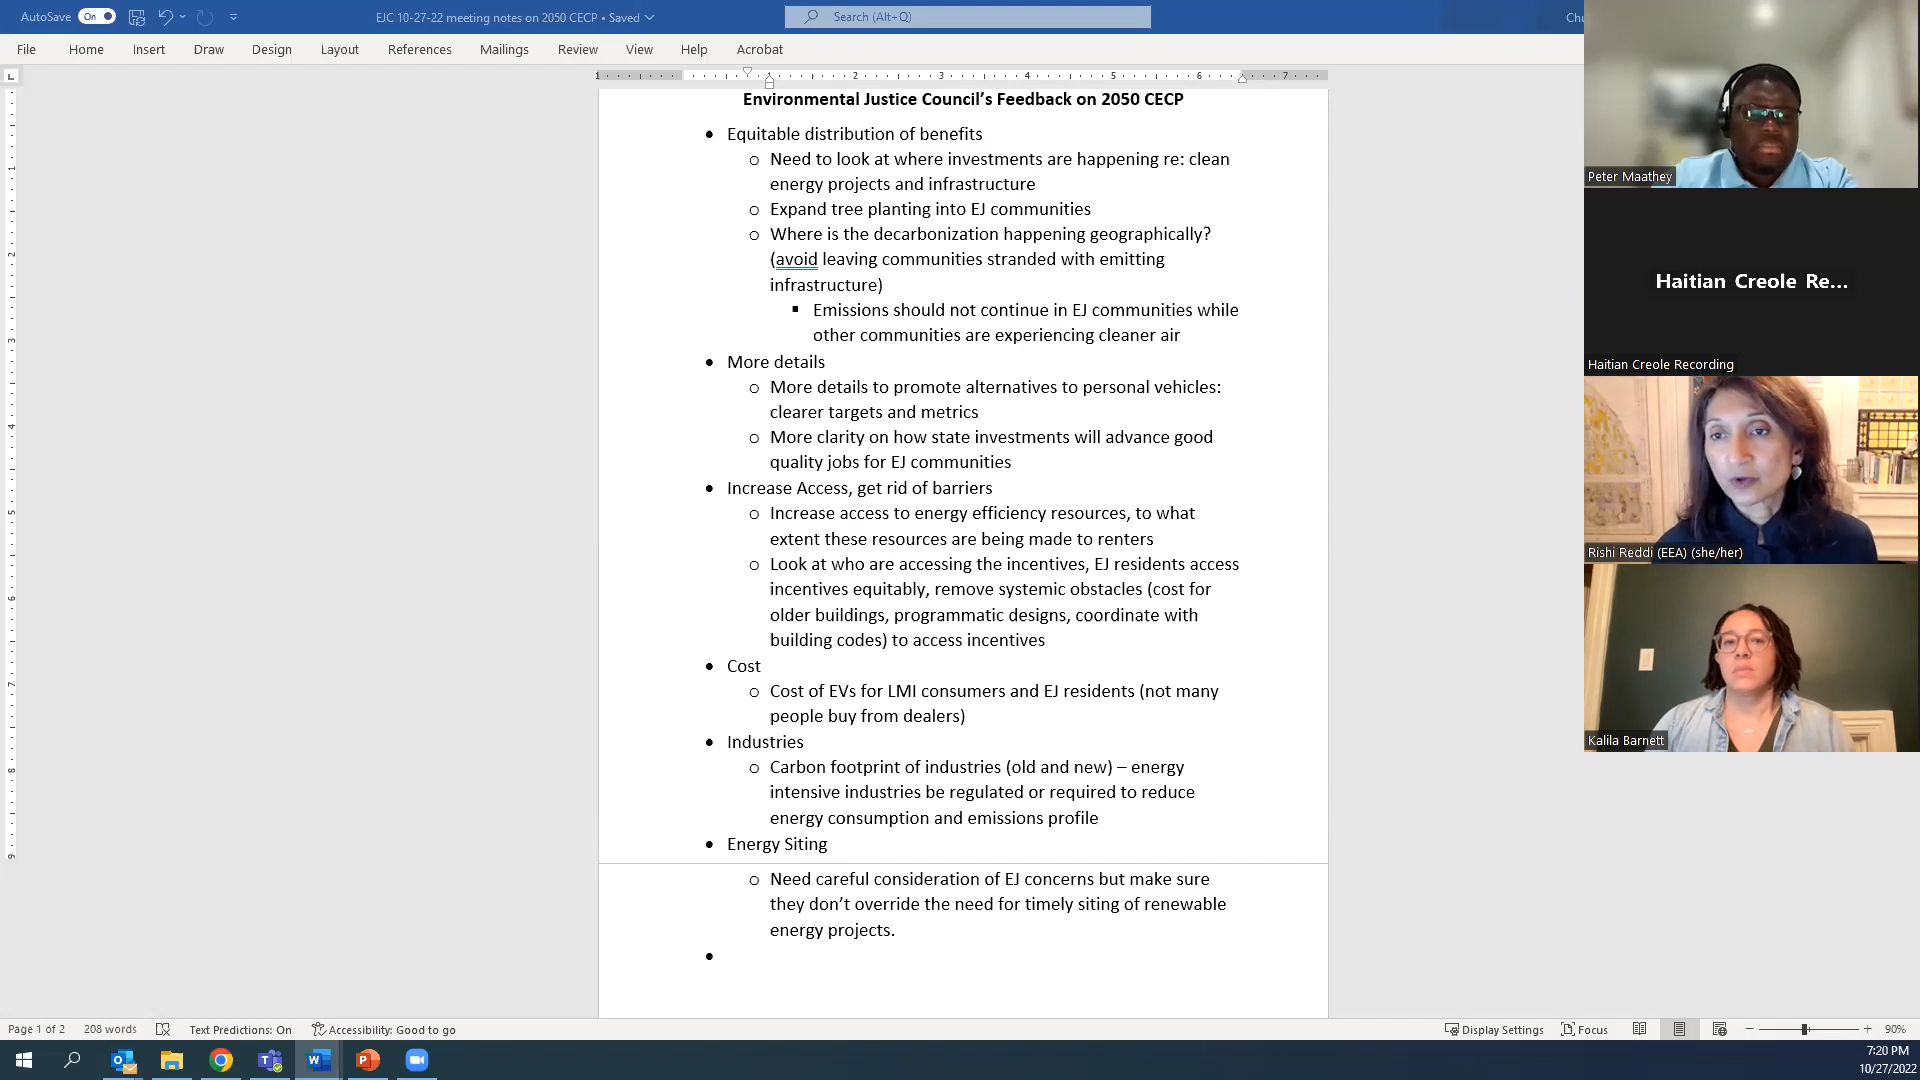 AutoSave On EJC 10-27-22 meeting notes on 2050 CECP • Saved Search (Alt+Q)
File Home Insert Draw Design Layout References Mailings Review View Help Acrobat
1 2 3 4 5 6 7
Environmental Justice Council's Feedback on 2050 CECP
• Equitable distribution of benefits
o Need to look at where investments are happening re: clean
energy projects and infrastructure
o Expand tree planting into EJ communities
o Where is the decarbonization happening geographically?
(avoid leaving communities stranded with emitting
infrastructure)
▪ Emissions should not continue in EJ communities while
other communities are experiencing cleaner air
• More details
o More details to promote alternatives to personal vehicles:
clearer targets and metrics
o More clarity on how state investments will advance good
quality jobs for EJ communities
• Increase Access, get rid of barriers
o Increase access to energy efficiency resources, to what
extent these resources are being made to renters
o Look at who are accessing the incentives, EJ residents access
incentives equitably, remove systemic obstacles (cost for
older buildings, programmatic designs, coordinate with
building codes) to access incentives
• Cost
o Cost of EVs for LMI consumers and EJ residents (not many
people buy from dealers)
• Industries
o Carbon footprint of industries (old and new) – energy
intensive industries be regulated or required to reduce
energy consumption and emissions profile
• Energy Siting
o Need careful consideration of EJ concerns but make sure
they don't override the need for timely siting of renewable
energy projects.
•
Peter Maathey
Haitian Creole Re...
Haitian Creole Recording
Rishi Reddi (EEA) (she/her)
Kalila Barnett
Page 1 of 2 208 words Text Predictions: On Accessibility: Good to go Display Settings Focus 90%
7:20 PM
10/27/2022